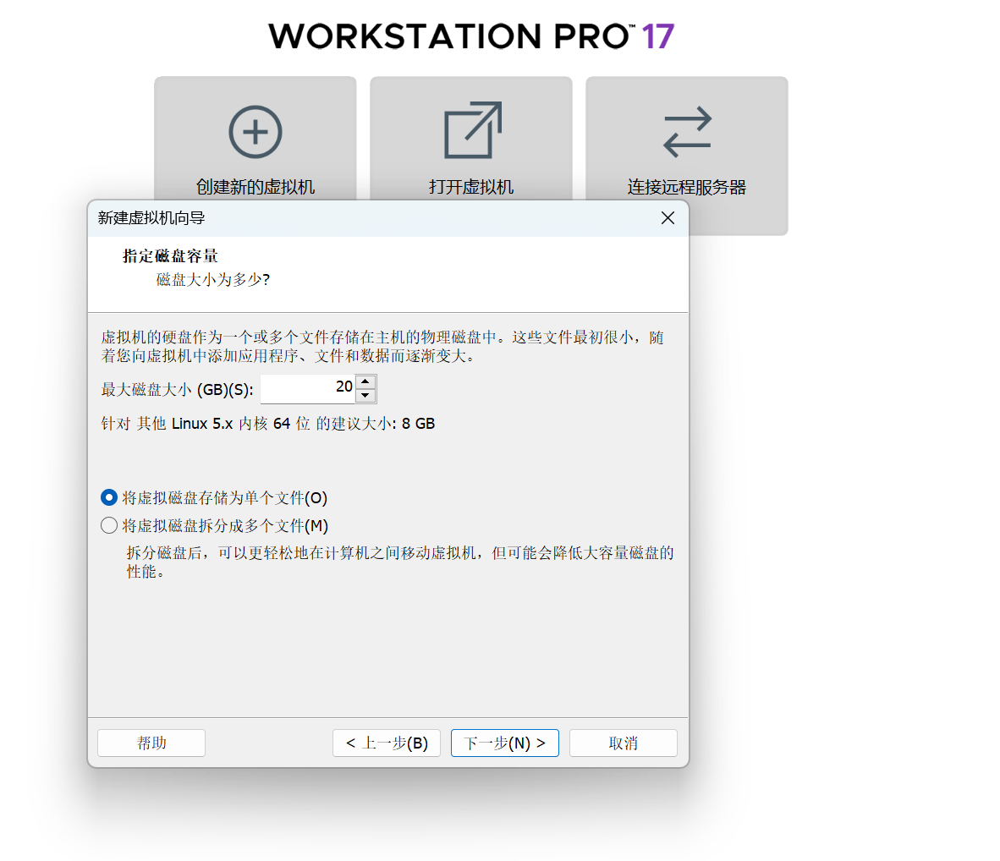 WORKSTATION PRO™ 17
创建新的虚拟机
打开虚拟机
连接远程服务器
新建虚拟机向导
指定磁盘容量
磁盘大小为多少?
虚拟机的硬盘作为一个或多个文件存储在主机的物理磁盘中。这些文件最初很小，随
着您向虚拟机中添加应用程序、文件和数据而逐渐变大。
最大磁盘大小 (GB)(S): 20
针对 其他 Linux 5.x 内核 64 位 的建议大小: 8 GB
将虚拟磁盘存储为单个文件(O)
将虚拟磁盘拆分成多个文件(M)
拆分磁盘后，可以更轻松地在计算机之间移动虚拟机，但可能会降低大容量磁盘的
性能。
帮助
< 上一步(B)
下一步(N) >
取消